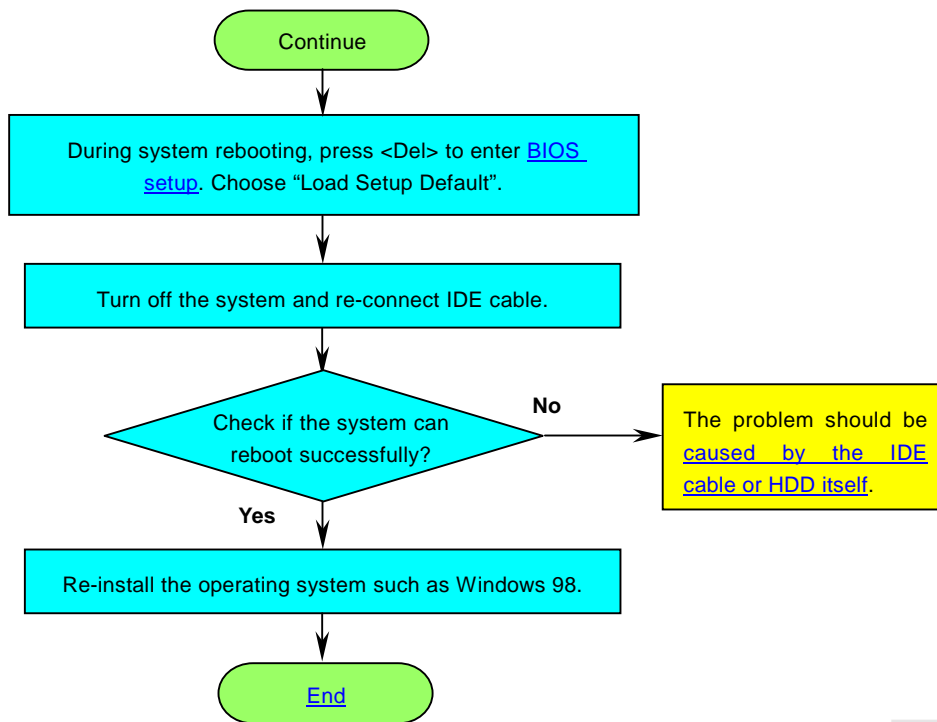 Continue
During system rebooting, press <Del> to enter BIOS
setup. Choose “Load Setup Default”.
Turn off the system and re-connect IDE cable.
Check if the system can
reboot successfully?
No
The problem should be
caused by the IDE
cable or HDD itself.
Yes
Re-install the operating system such as Windows 98.
End